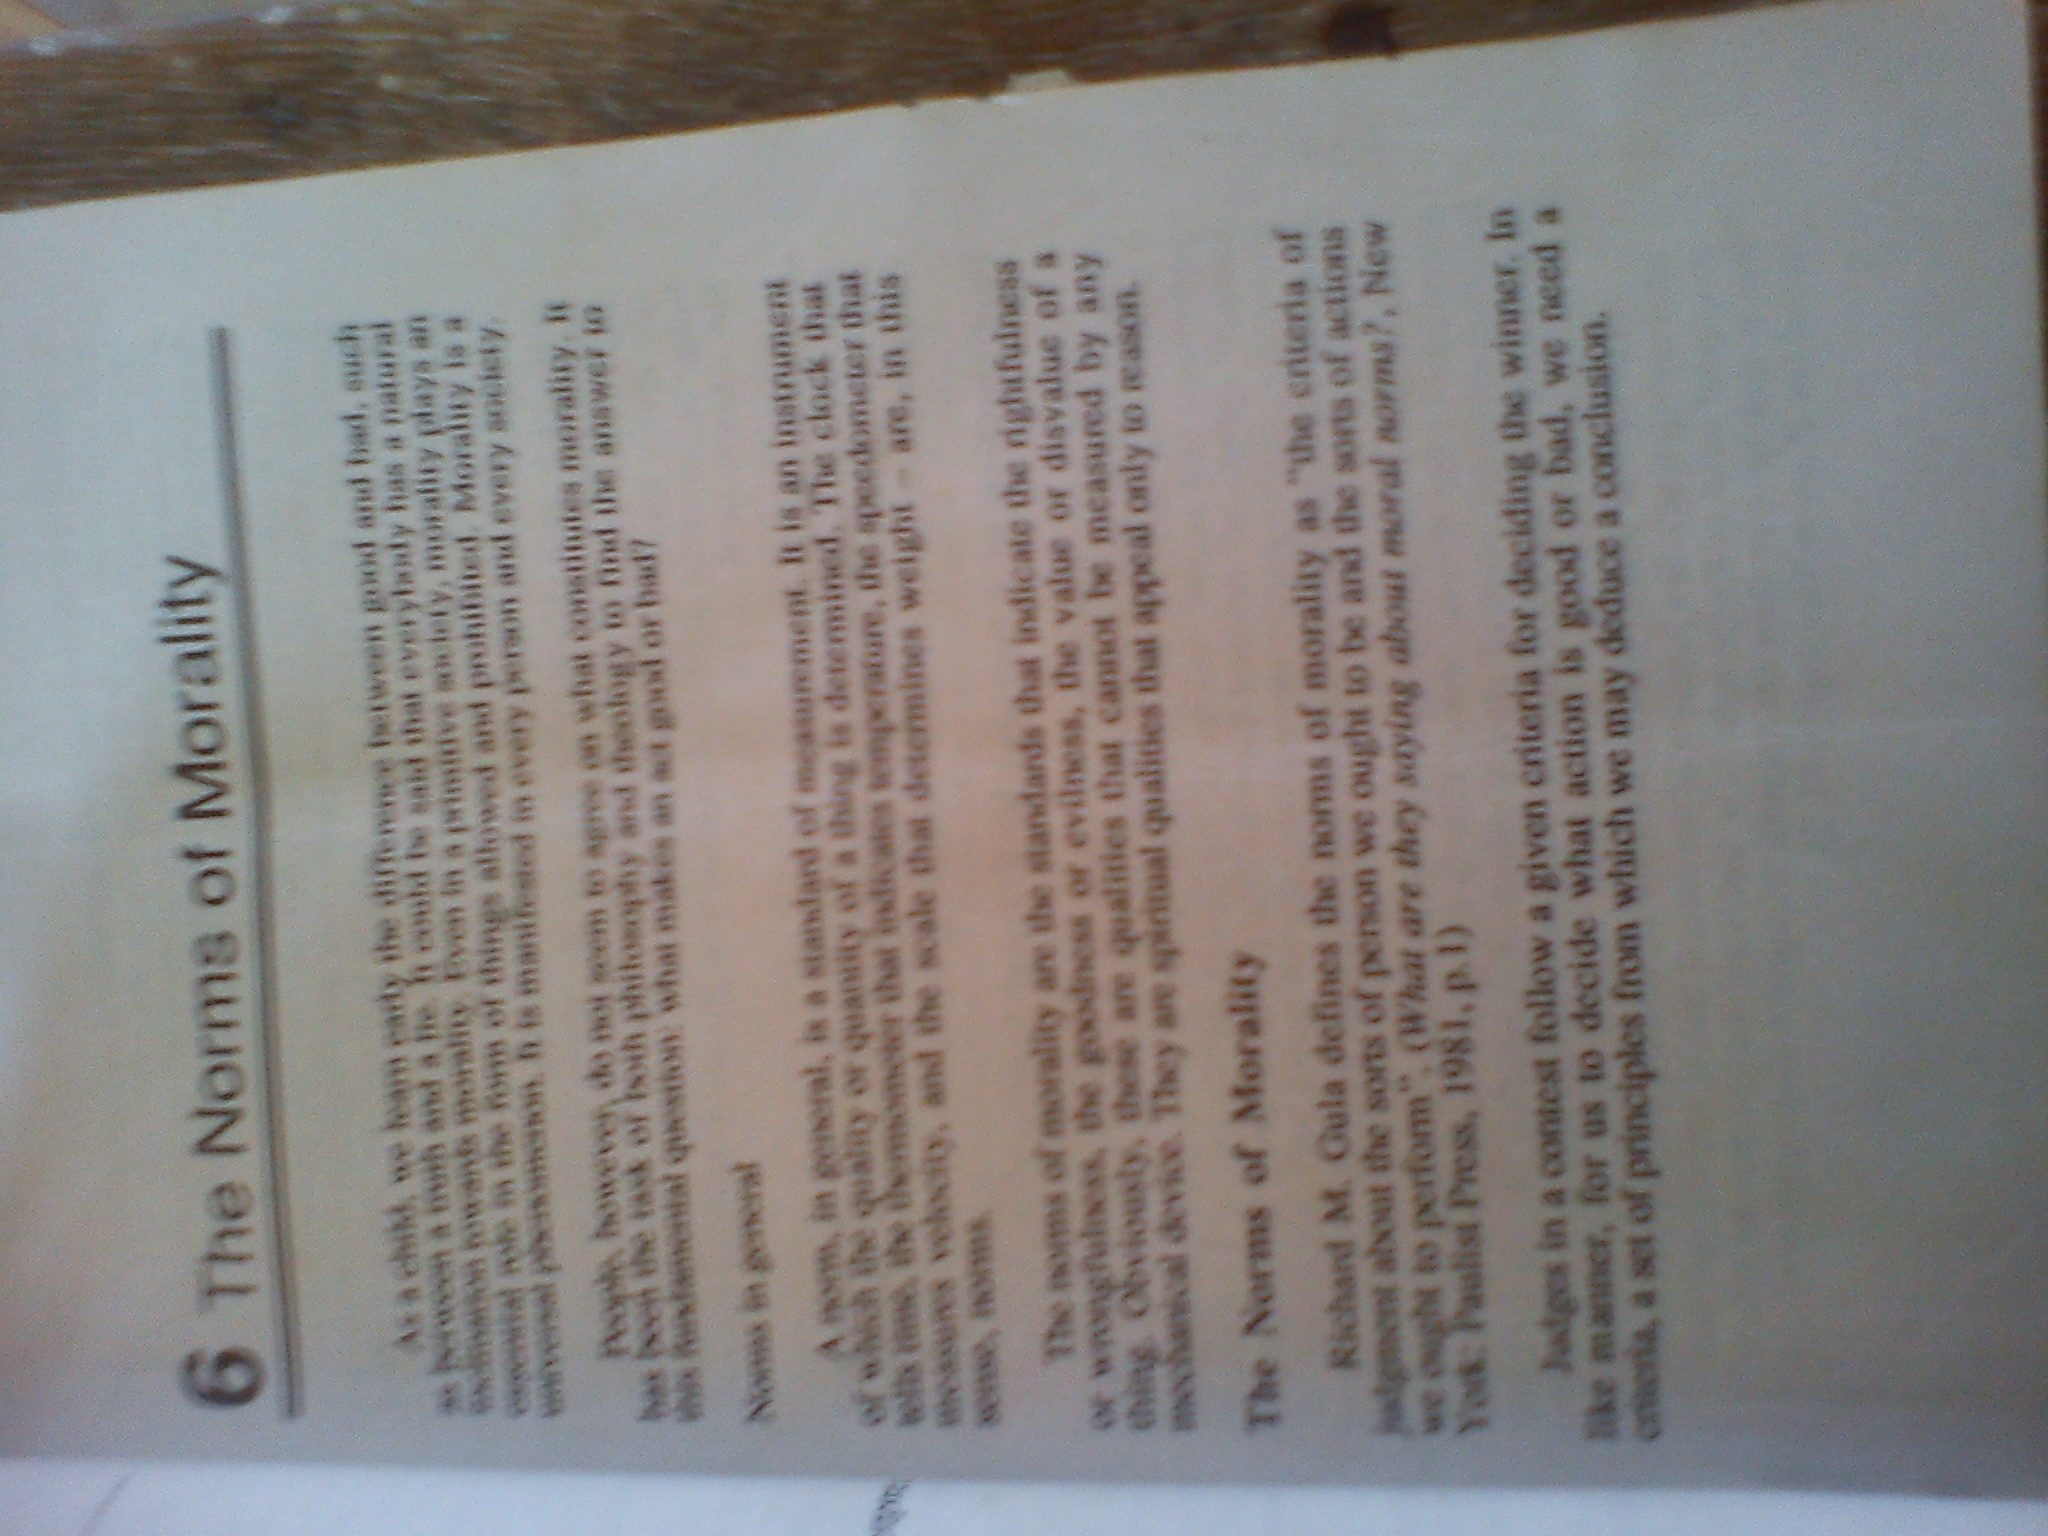 6 The Norms of Morality
As a child, we learn early the difference between good and bad, such
as between a truth and a lie. It could be said that everybody has a natural
inclination towards morality. Even in a primitive society, morality plays an
essential role in the form of things allowed and prohibited. Morality is a
universal phenomenon. It is manifested in every person and every society.
People, however, do not seem to agree on what constitutes morality. It
has been the task of both philosophy and theology to find the answer to
this fundamental question: what makes an act good or bad?
Norms in general
A norm, in general, is a standard of measurement. It is an instrument
of which the quality or quantity of a thing is determined. The clock that
tells time, the thermometer that indicates temperature, the speedometer that
measures velocity, and the scale that determines weight – are, in this
sense, norms.
The norms of morality are the standards that indicate the rightfulness
or wrongfulness, the goodness or evilness, the value or disvalue of a
thing. Obviously, these are qualities that cannot be measured by any
mechanical device. They are spiritual qualities that appeal only to reason.
The Norms of Morality
Richard M. Gula defines the norms of morality as "the criteria of
judgment about the sorts of person we ought to be and the sorts of actions
we ought to perform". (What are they saying about moral norms?, New
York: Paulist Press, 1981, p.1)
Judges in a contest follow a given criteria for deciding the winner. In
like manner, for us to decide what action is good or bad, we need a
criteria, a set of principles from which we may deduce a conclusion.